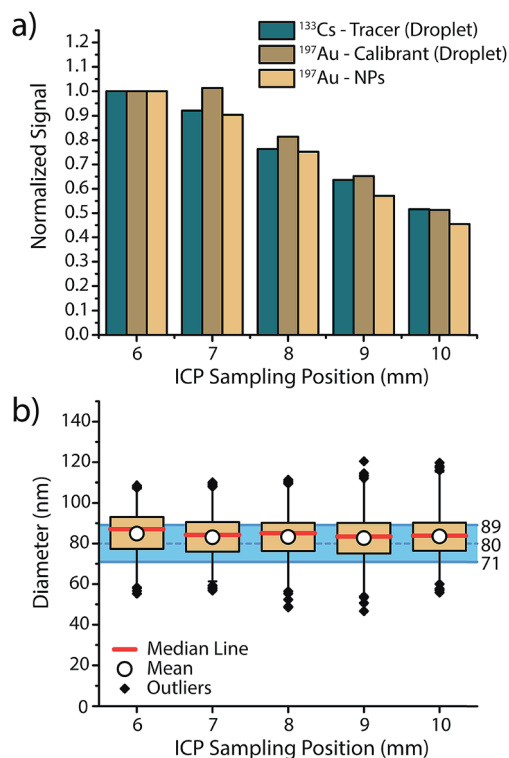 a)
¹³³Cs - Tracer (Droplet)
¹⁹⁷Au - Calibrant (Droplet)
¹⁹⁷Au - NPs
Normalized Signal
1.2
1.1
1.0
0.9
0.8
0.7
0.6
0.5
0.4
0.3
0.2
0.1
0.0
6 7 8 9 10
ICP Sampling Position (mm)
b)
Diameter (nm)
140
120
100
80
60
40
20
0
89
80
71
Median Line
Mean
Outliers
6 7 8 9 10
ICP Sampling Position (mm)